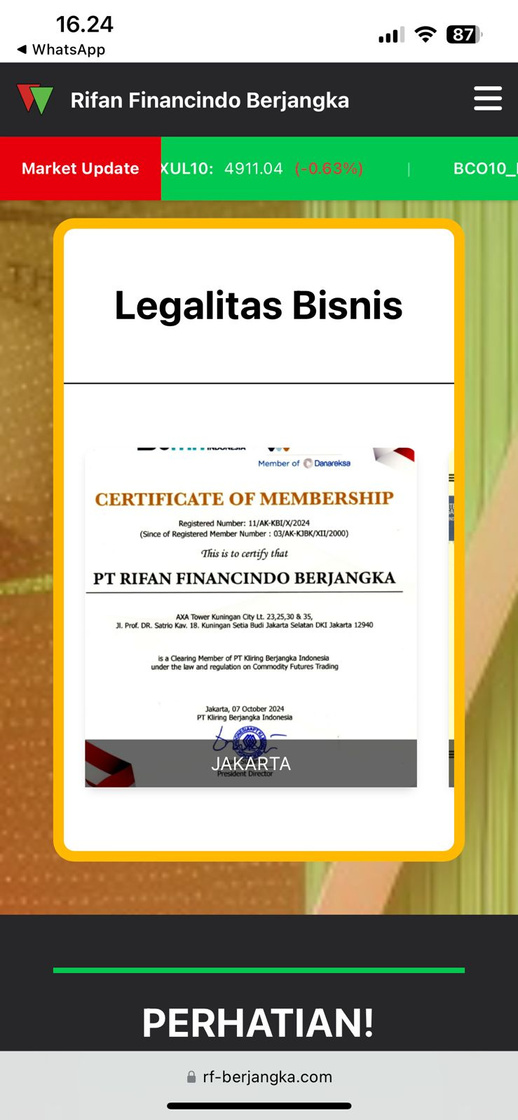 16.24
87
◀ WhatsApp
Rifan Financindo Berjangka
Market Update
XUL10: 4911.04 (-0.63%) | BCO10_
Legalitas Bisnis
INDONESIA
Member of Danareksa
CERTIFICATE OF MEMBERSHIP
Registered Number: 11/AK-KBI/X/2024
(Since of Registered Member Number : 03/AK-KJBK/XII/2000)
This is to certify that
PT RIFAN FINANCINDO BERJANGKA
AXA Tower Kuningan City Lt. 23,25,30 & 35,
Jl. Prof. DR. Satrio Kav. 18. Kuningan Setia Budi Jakarta Selatan DKI Jakarta 12940
is a Clearing Member of PT Kliring Berjangka Indonesia
under the law and regulation on Commodity Futures Trading
Jakarta, 07 October 2024
PT Kliring Berjangka Indonesia
JAKARTA
President Director
PERHATIAN!
rf-berjangka.com